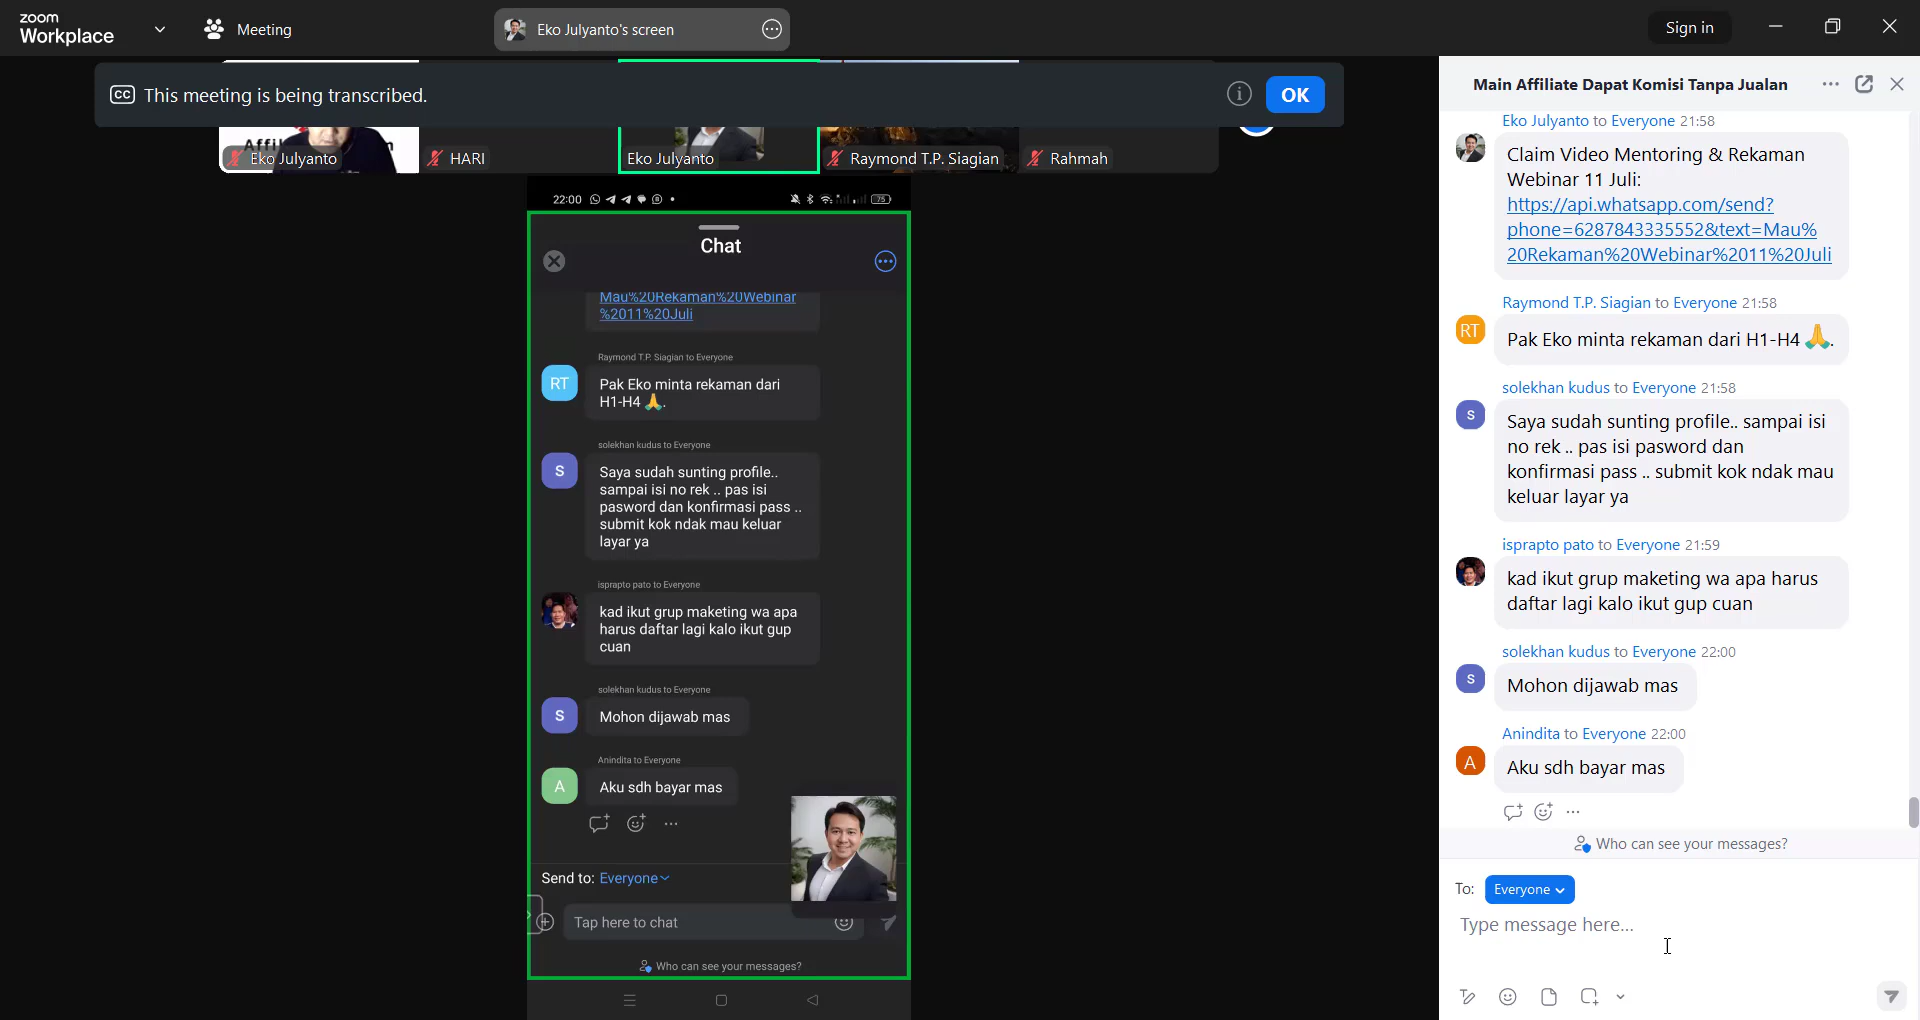 zoom
Workplace
Meeting
Eko Julyanto's screen
Sign in
CC This meeting is being transcribed.
OK
Eko Julyanto
HARI
Eko Julyanto
Raymond T.P. Siagian
Rahmah
22:00
75
Chat
Mau%20Rekaman%20Webinar
%2011%20Juli
Raymond T.P. Siagian to Everyone
RT
Pak Eko minta rekaman dari
H1-H4 🙏.
solekhan kudus to Everyone
S
Saya sudah sunting profile..
sampai isi no rek .. pas isi
pasword dan konfirmasi pass ..
submit kok ndak mau keluar
layar ya
isprapto pato to Everyone
kad ikut grup maketing wa apa
harus daftar lagi kalo ikut gup
cuan
solekhan kudus to Everyone
S
Mohon dijawab mas
Anindita to Everyone
A
Aku sdh bayar mas
Send to: Everyone
Tap here to chat
Who can see your messages?
Main Affiliate Dapat Komisi Tanpa Jualan
Eko Julyanto to Everyone 21:58
Claim Video Mentoring & Rekaman
Webinar 11 Juli:
https://api.whatsapp.com/send?
phone=6287843335552&text=Mau%
20Rekaman%20Webinar%2011%20Juli
Raymond T.P. Siagian to Everyone 21:58
RT
Pak Eko minta rekaman dari H1-H4 🙏.
solekhan kudus to Everyone 21:58
S
Saya sudah sunting profile.. sampai isi
no rek .. pas isi pasword dan
konfirmasi pass .. submit kok ndak mau
keluar layar ya
isprapto pato to Everyone 21:59
kad ikut grup maketing wa apa harus
daftar lagi kalo ikut gup cuan
solekhan kudus to Everyone 22:00
S
Mohon dijawab mas
Anindita to Everyone 22:00
A
Aku sdh bayar mas
Who can see your messages?
To: Everyone
Type message here...